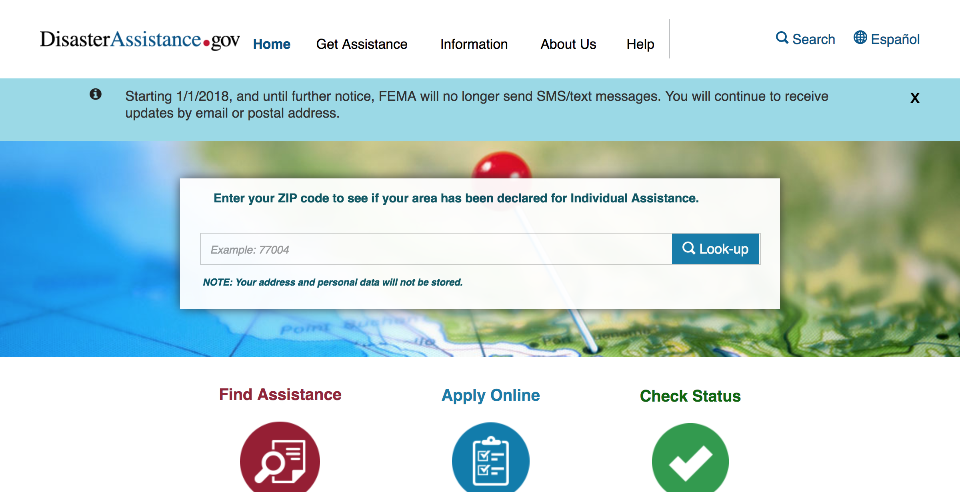 DisasterAssistance.gov
Home
Get Assistance
Information
About Us
Help
Search
Español
Starting 1/1/2018, and until further notice, FEMA will no longer send SMS/text messages. You will continue to receive
updates by email or postal address.
X
Enter your ZIP code to see if your area has been declared for Individual Assistance.
Example: 77004
Look-up
NOTE: Your address and personal data will not be stored.
Point
Find Assistance
Apply Online
Check Status